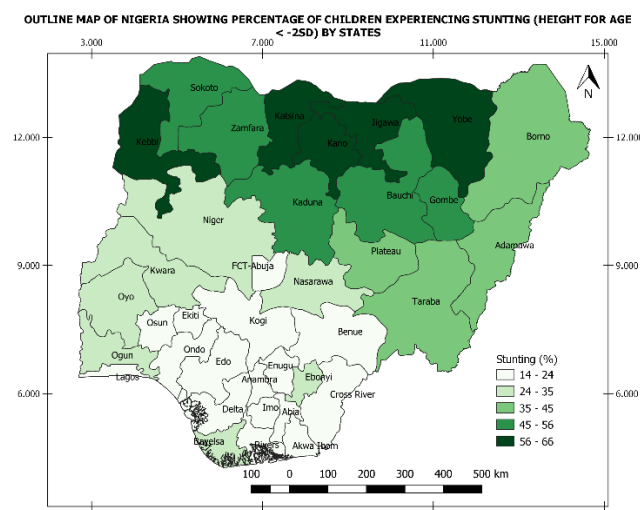 OUTLINE MAP OF NIGERIA SHOWING PERCENTAGE OF CHILDREN EXPERIENCING STUNTING (HEIGHT FOR AGE
< -2SD) BY STATES
3.000 7.000 11.000 15.000
N
Sokoto
Kebbi Zamfara Katsina Kano Jigawa Yobe Borno
12.000 12.000
Kaduna Bauchi Gombe
Niger Plateau Adamawa
9.000 FCT-Abuja 9.000
Kwara Nasarawa
Oyo Taraba
Osun Ekiti Kogi Benue
Ondo Edo
Ogun Enugu
Lagos Anambra Ebonyi
6.000 Cross River 6.000
Delta Imo Abia
Bayelsa Rivers Akwa Ibom
Stunting (%)
14 - 24
24 - 35
35 - 45
45 - 56
56 - 66
100 0 100 200 300 400 500 km